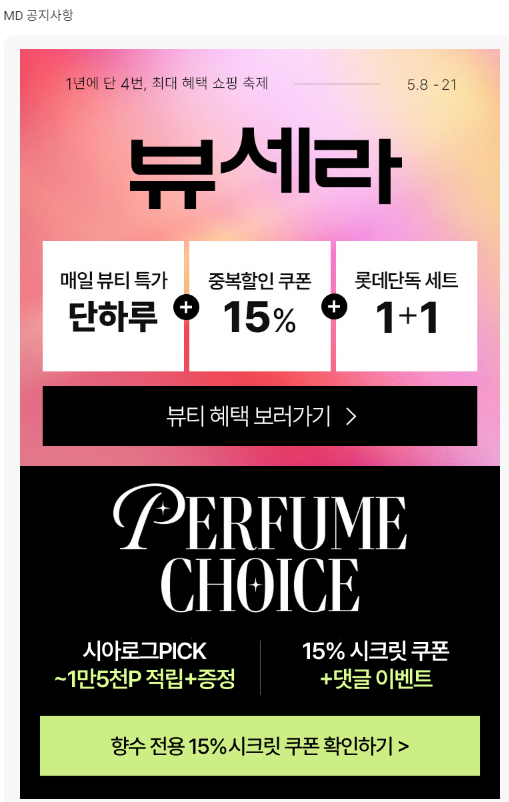 MD 공지사항
1년에 단 4번, 최대 혜택 쇼핑 축제
5.8 - 21
뷰세라
매일 뷰티 특가
단하루
+
중복할인 쿠폰
15%
+
롯데단독 세트
1+1
뷰티 혜택 보러가기 >
PERFUME
CHOICE
시아로그PICK
~1만5천P 적립+증정
15% 시크릿 쿠폰
+댓글 이벤트
향수 전용 15%시크릿 쿠폰 확인하기 >